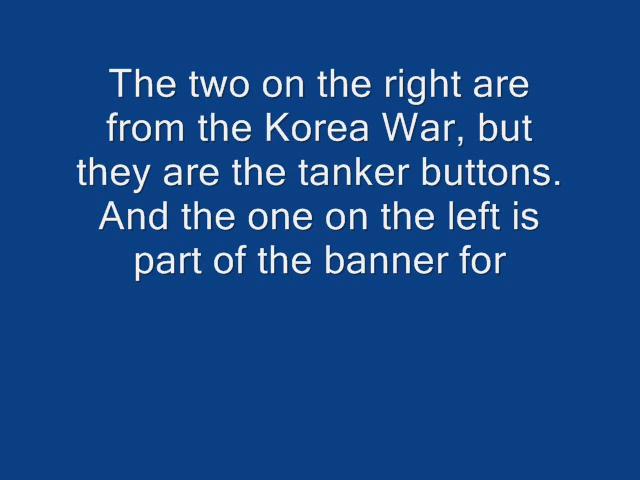 The two on the right are
from the Korea War, but
they are the tanker buttons.
And the one on the left is
part of the banner for